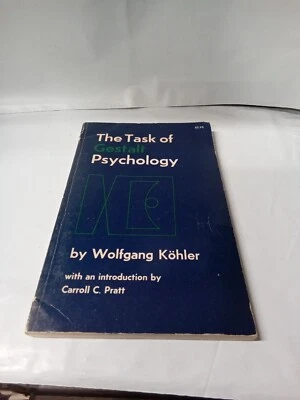 The Task of
Gestalt
Psychology
by Wolfgang Köhler
with an introduction by
Carroll C. Pratt